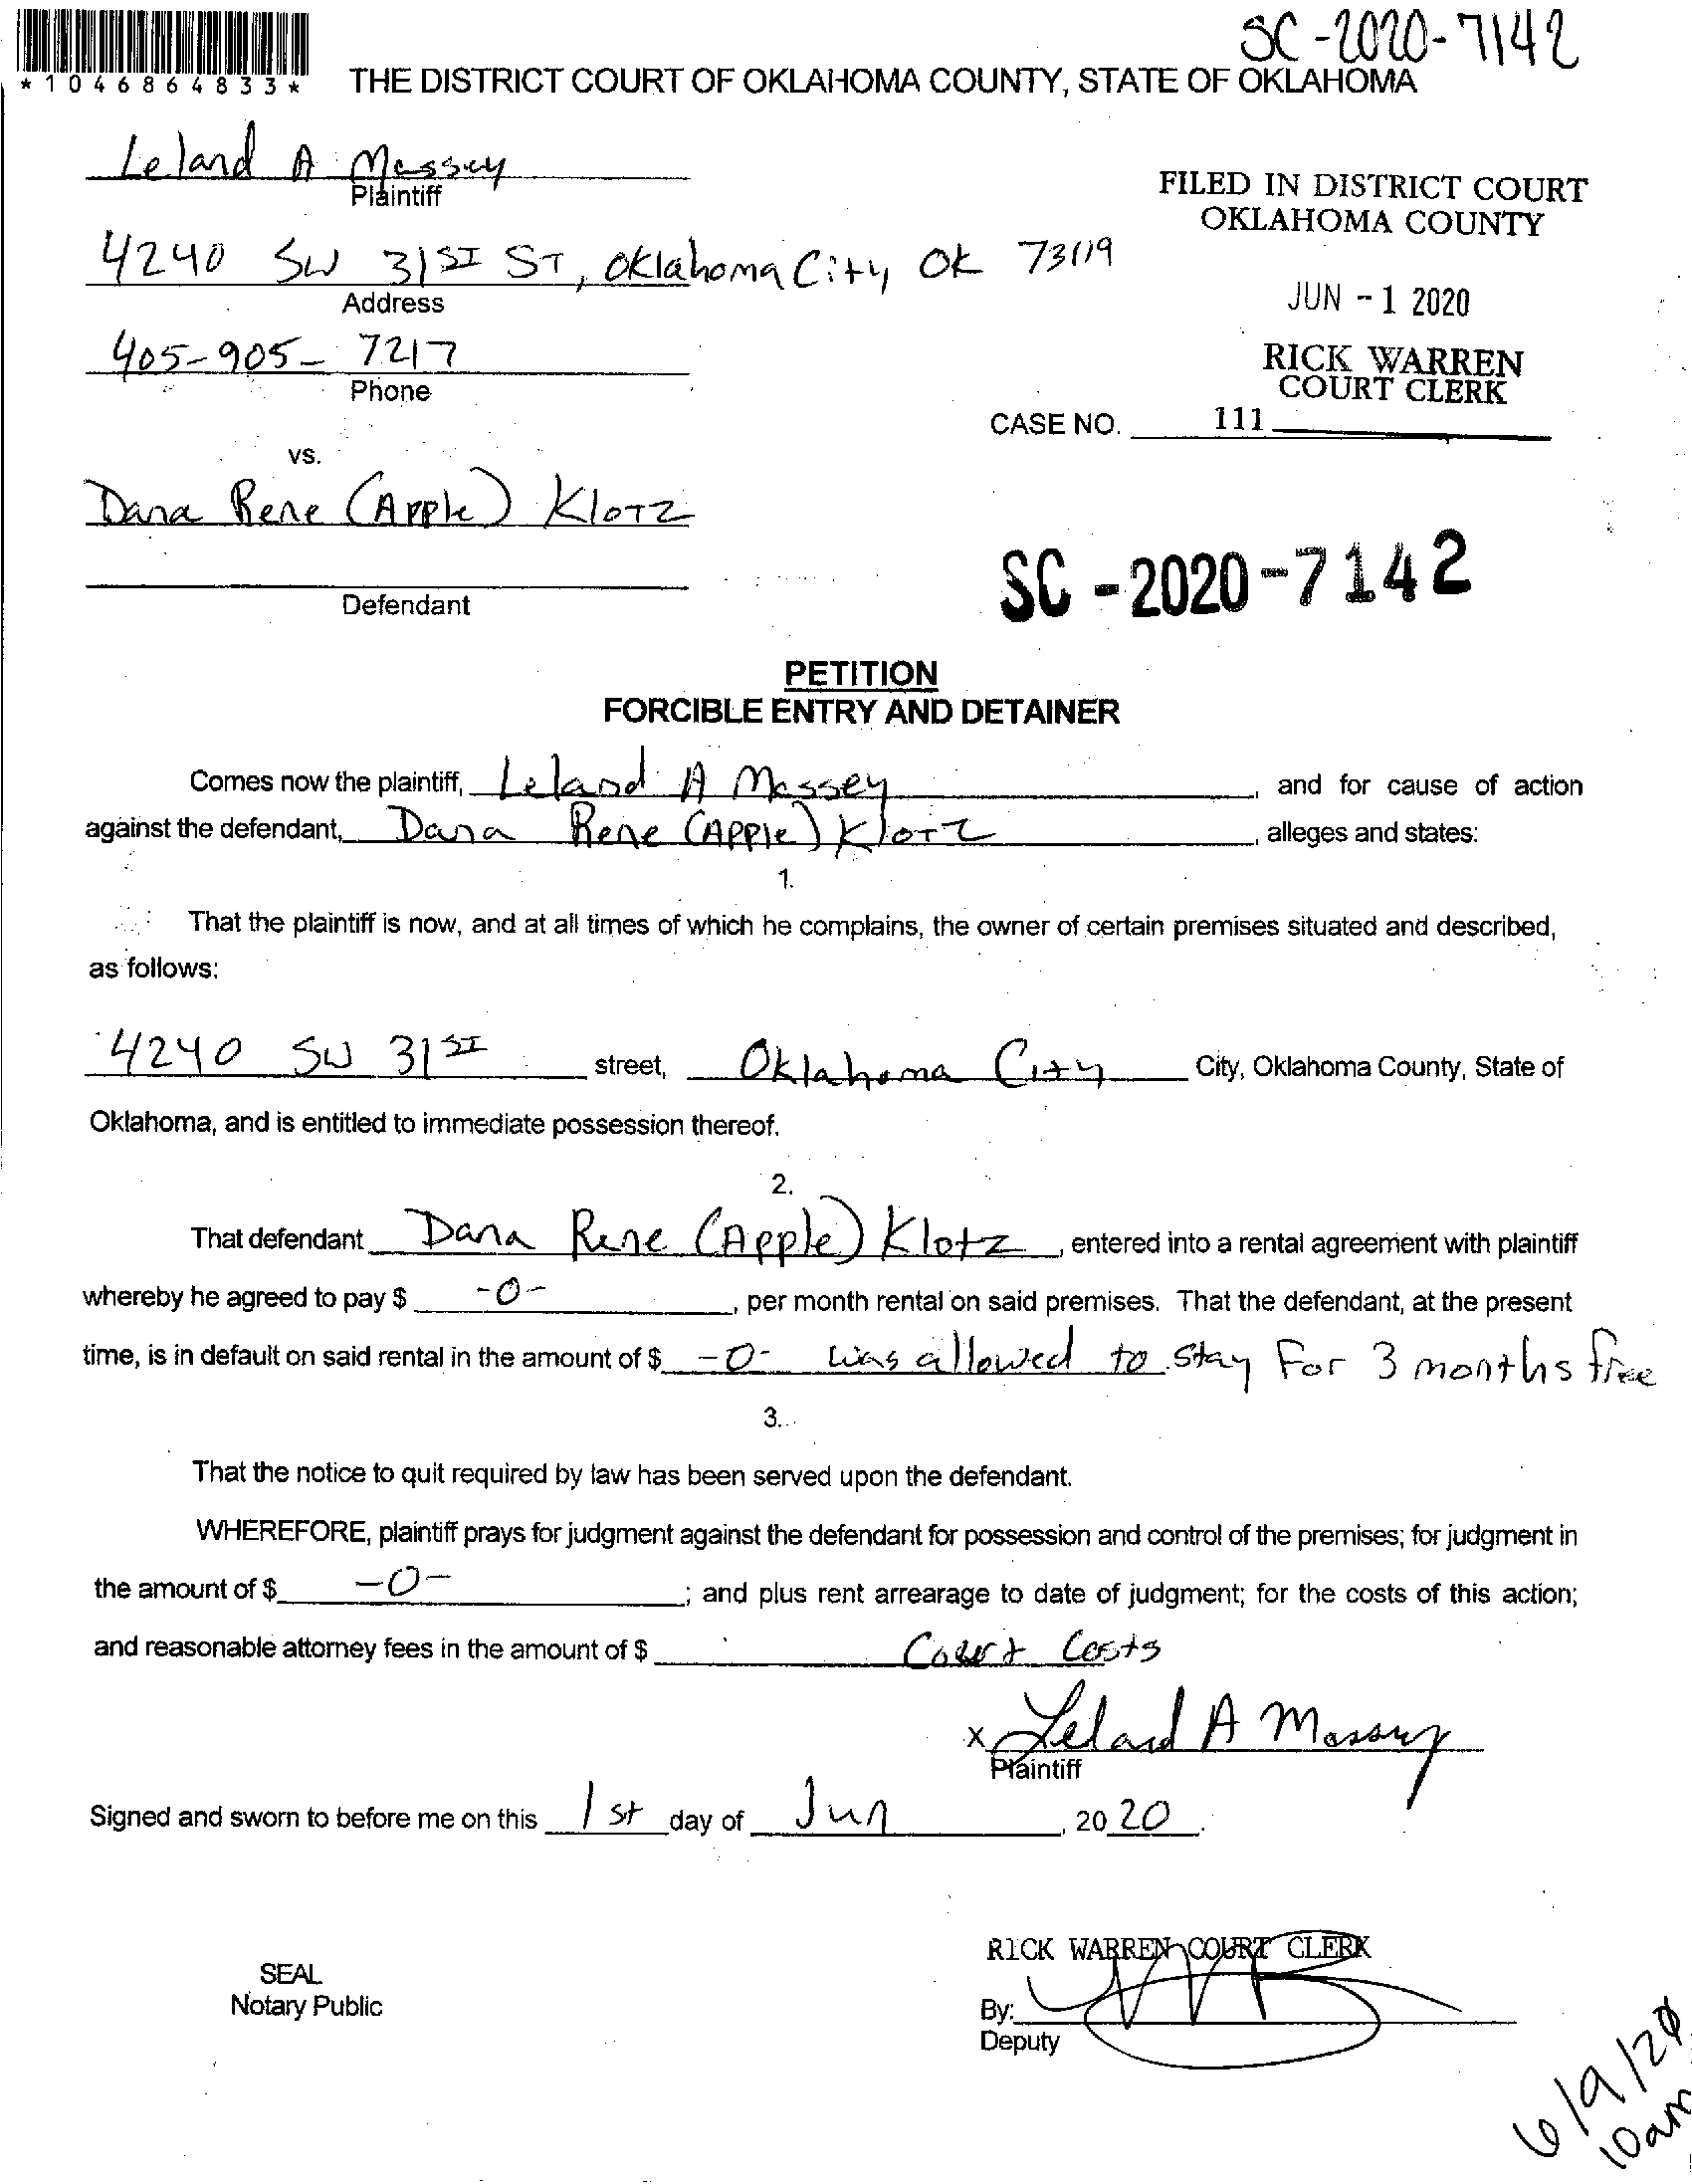 SC-2020-7142
*1046864833*
THE DISTRICT COURT OF OKLAHOMA COUNTY, STATE OF OKLAHOMA
Leland A Massey
Plaintiff
FILED IN DISTRICT COURT
OKLAHOMA COUNTY
4240 SW 31ST ST, Oklahoma City, OK 73119
Address
JUN - 1 2020
405-905-7217
Phone
RICK WARREN
COURT CLERK
CASE NO. 111
vs.
Dana Rene (Apple) Klotz
Defendant
SC - 2020 - 7142
PETITION
FORCIBLE ENTRY AND DETAINER
Comes now the plaintiff, Leland A Massey, and for cause of action
against the defendant, Dana Rene (Apple) Klotz, alleges and states:
1.
That the plaintiff is now, and at all times of which he complains, the owner of certain premises situated and described,
as follows:
4240 SW 31ST street, Oklahoma City City, Oklahoma County, State of
Oklahoma, and is entitled to immediate possession thereof.
2.
That defendant Dana Rene (Apple) Klotz, entered into a rental agreement with plaintiff
whereby he agreed to pay $ -0-, per month rental on said premises. That the defendant, at the present
time, is in default on said rental in the amount of $ -0- was allowed to stay For 3 months free
3.
That the notice to quit required by law has been served upon the defendant.
WHEREFORE, plaintiff prays for judgment against the defendant for possession and control of the premises; for judgment in
the amount of $ -0-; and plus rent arrearage to date of judgment; for the costs of this action;
and reasonable attorney fees in the amount of $ Court Costs
x Leland A Massey
Plaintiff
Signed and sworn to before me on this 1st day of Jun, 2020.
RICK WARREN COURT CLERK
SEAL
Notary Public
By:
Deputy
6/9/20
10am